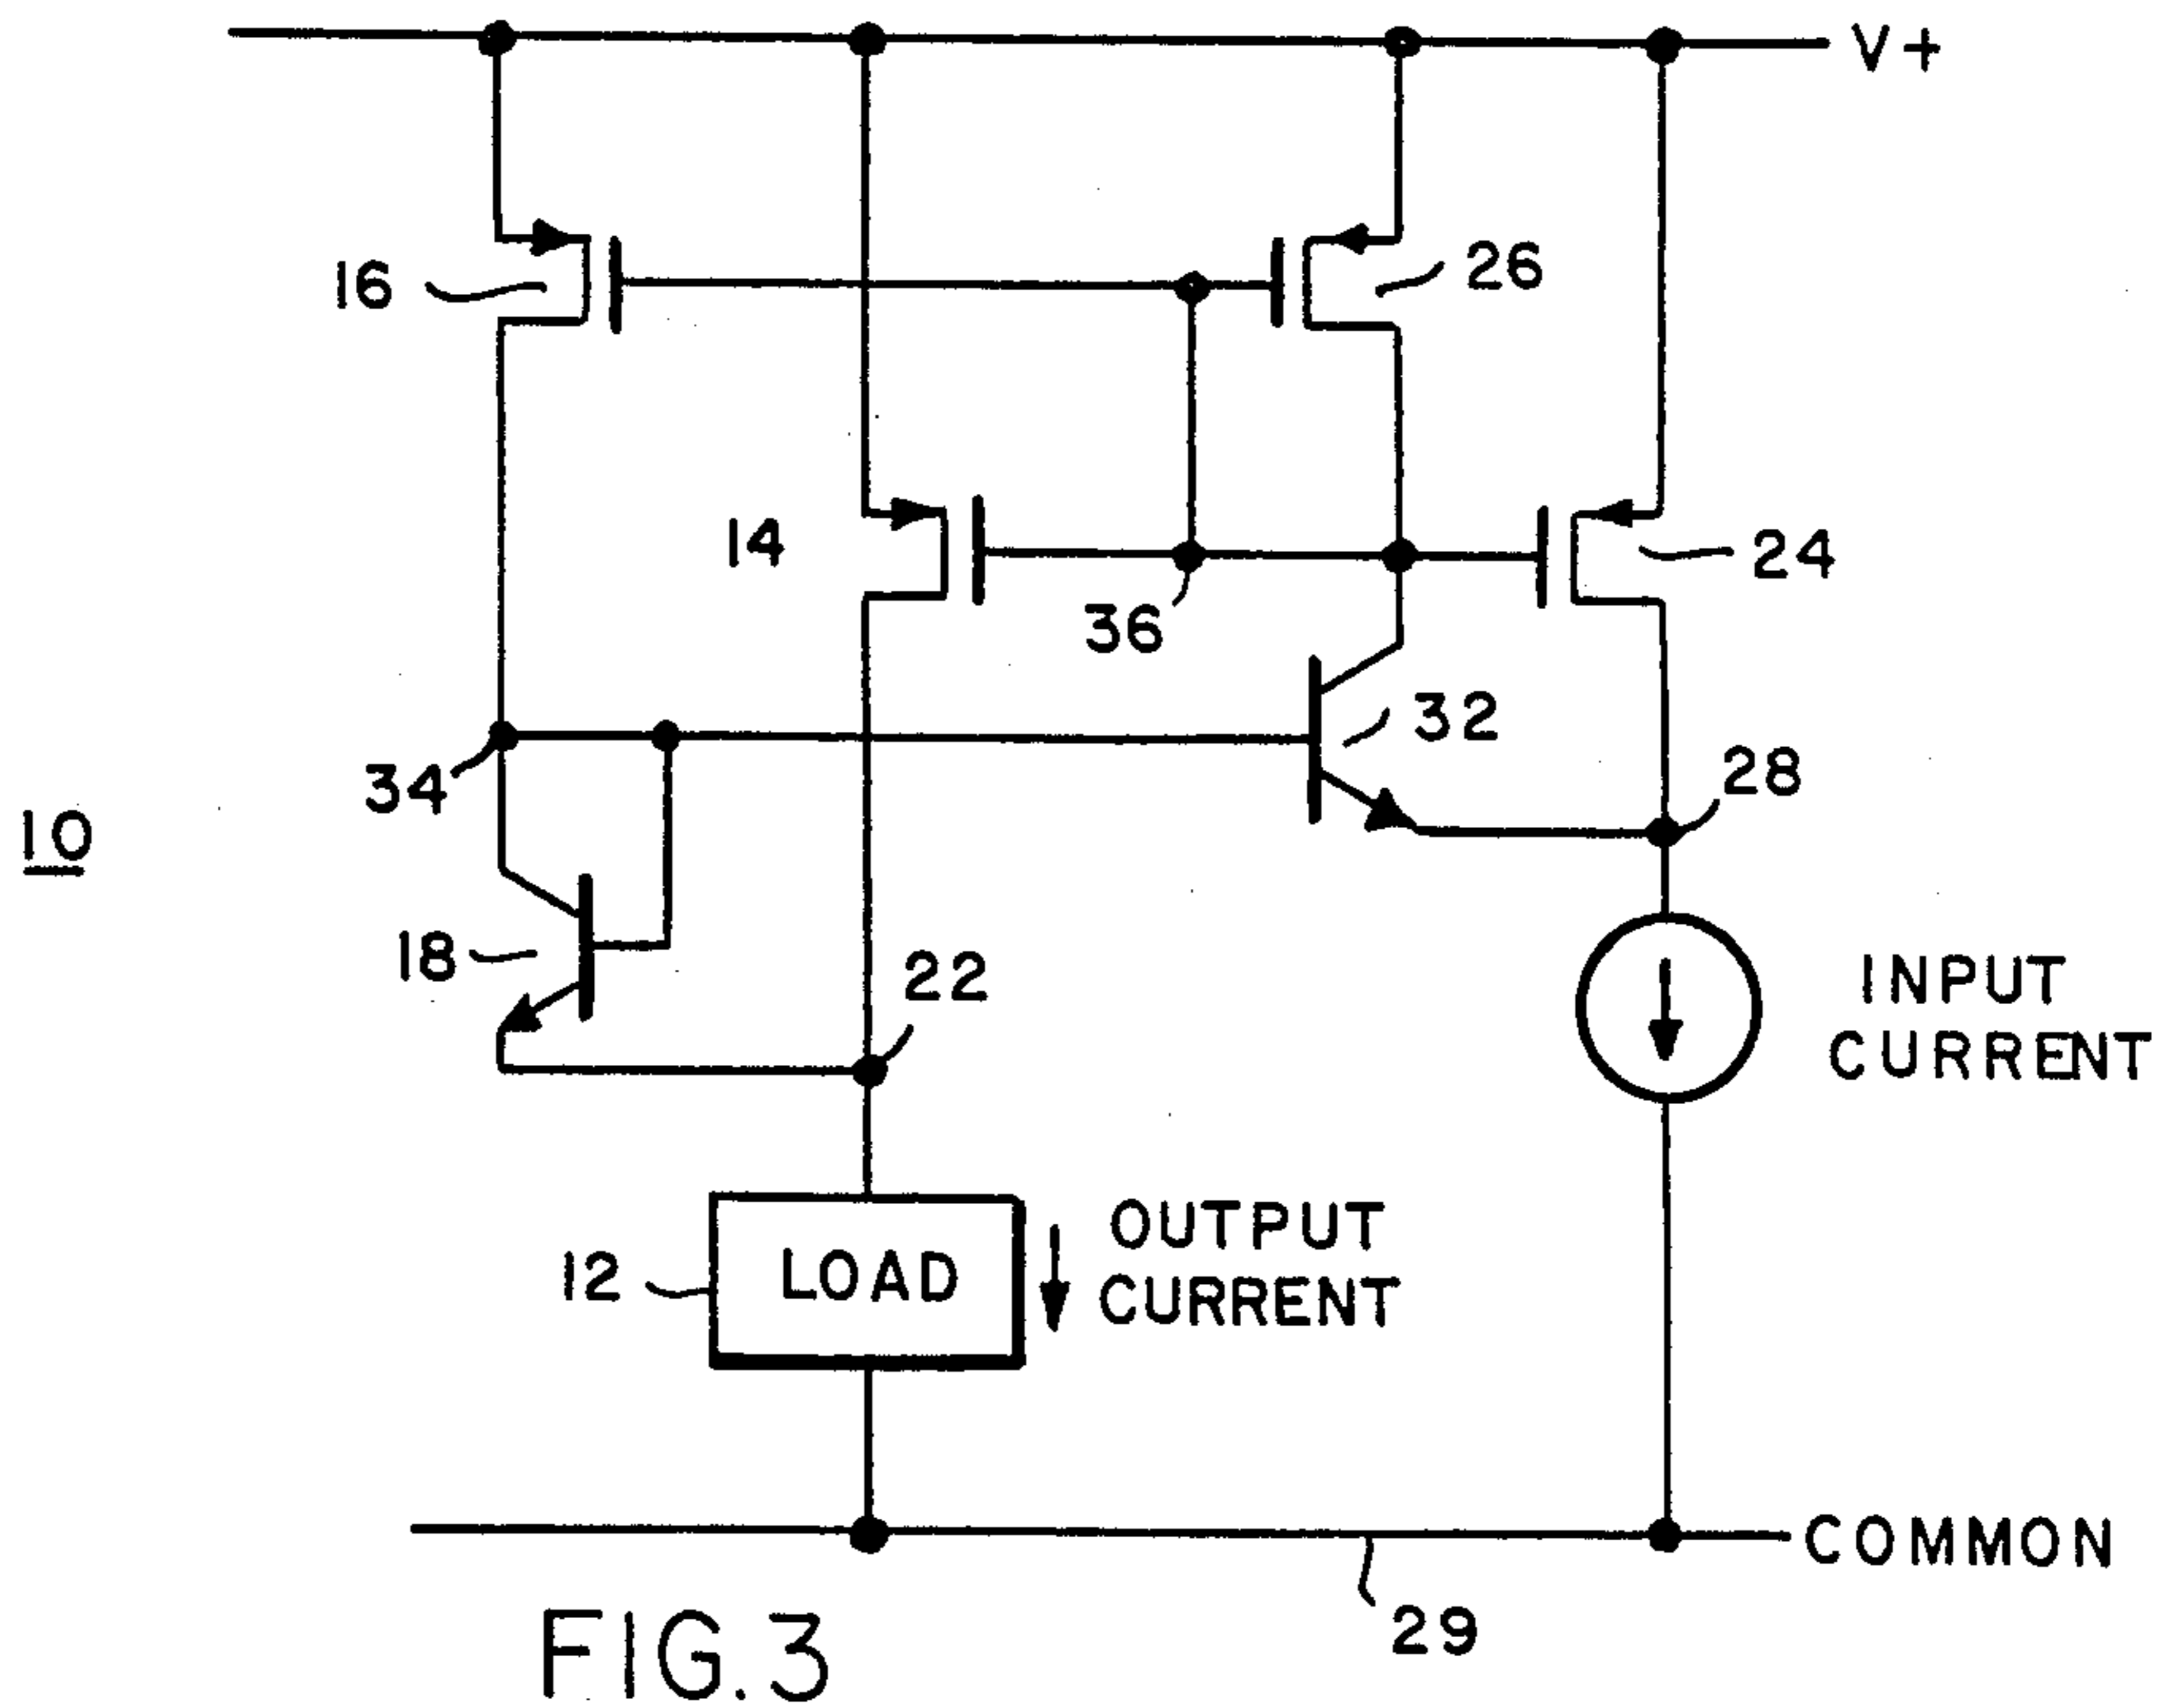 V+
16
26
14
24
36
32
34
28
10
18
22
INPUT
CURRENT
12
LOAD
OUTPUT
CURRENT
COMMON
29
FIG.3